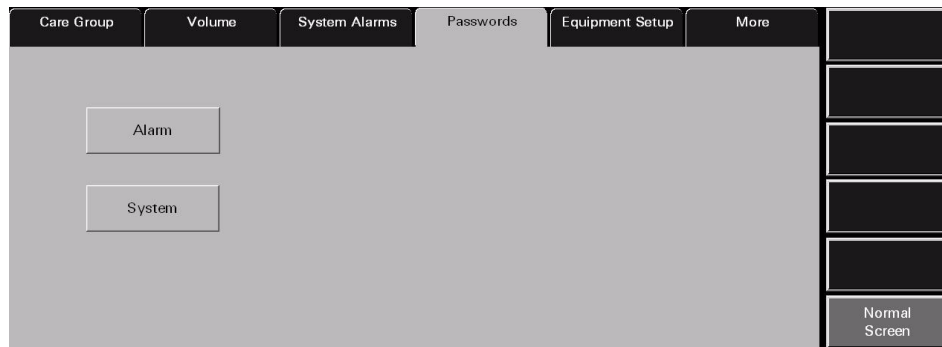 Care Group Volume System Alarms Passwords Equipment Setup More
Alarm
System
Normal
Screen